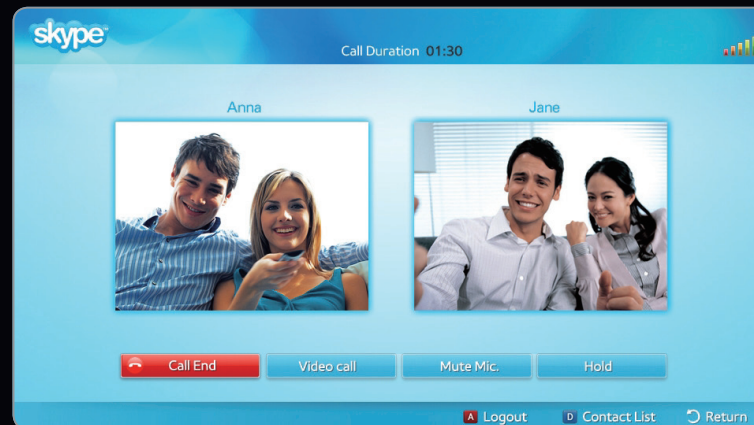 skype
Call Duration 01:30
Anna
Jane
Call End
Video call
Mute Mic.
Hold
A Logout
D Contact List
Return